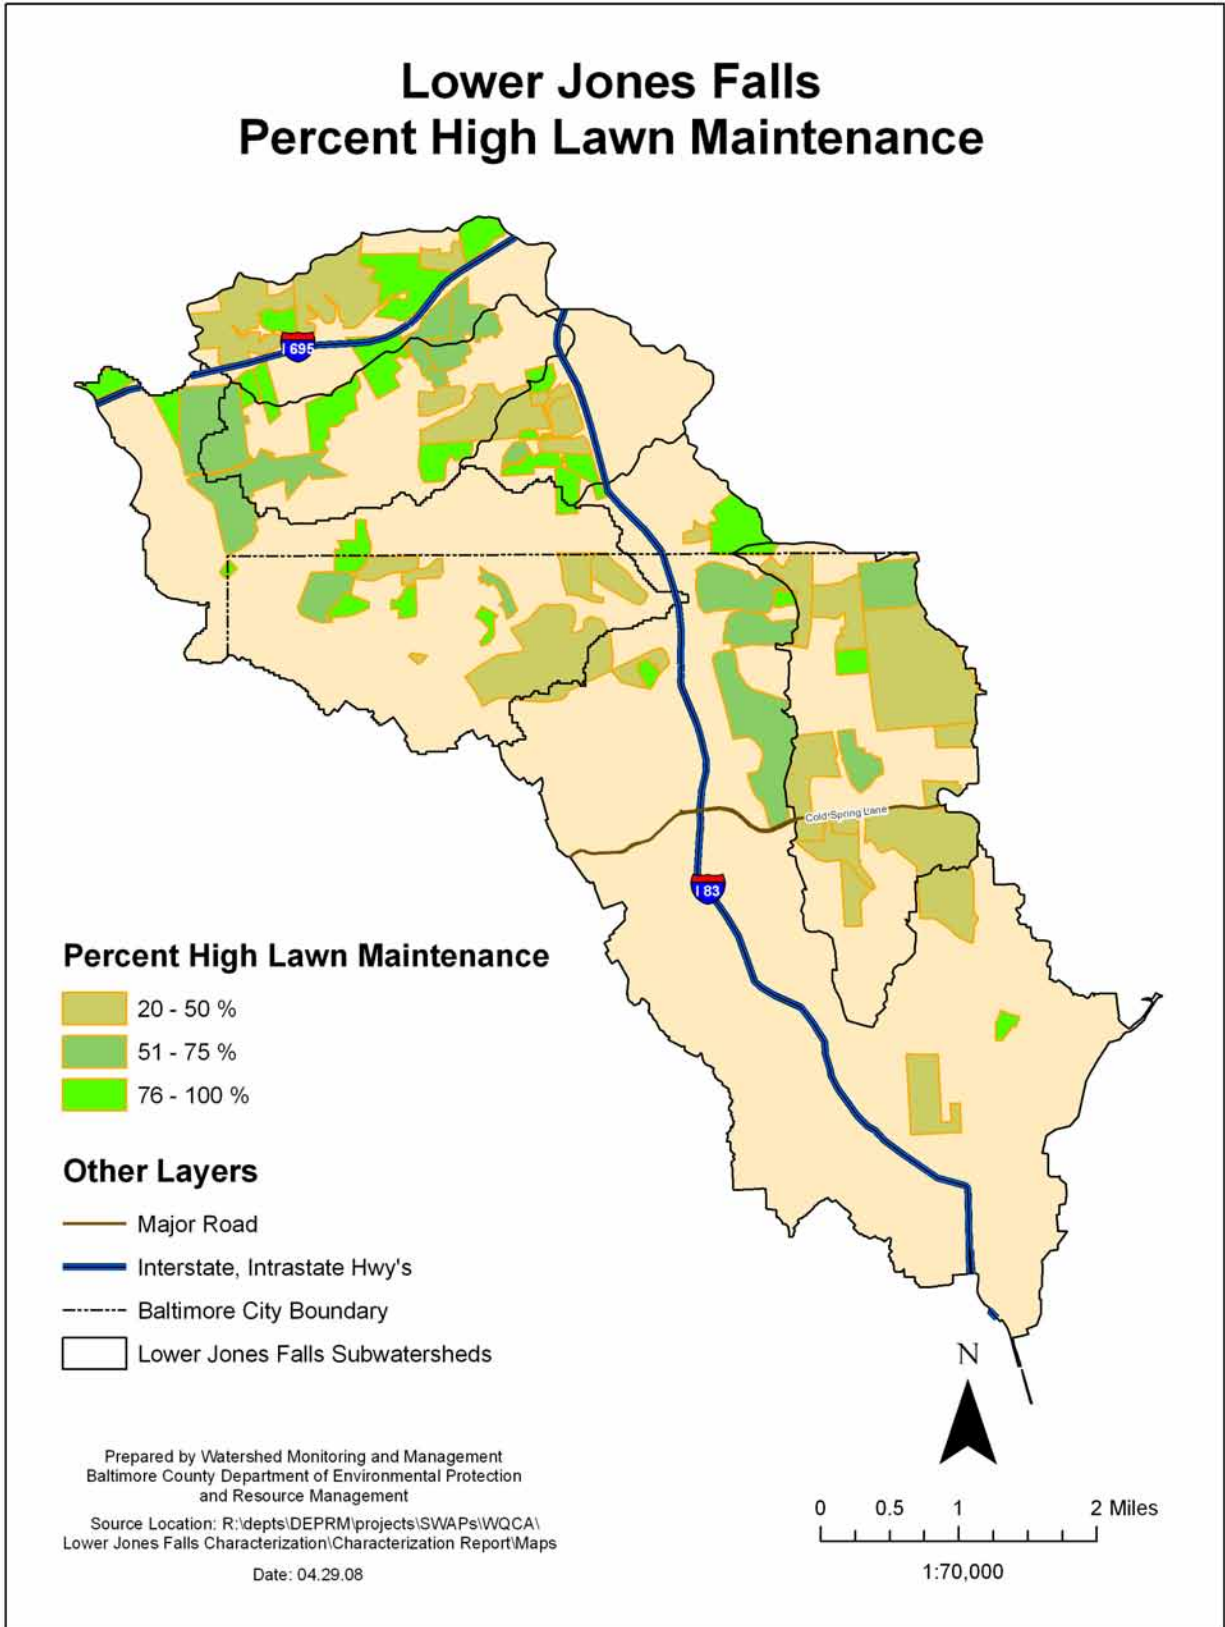 Lower Jones Falls
Percent High Lawn Maintenance
I 695
Cold Spring Lane
I 83
Percent High Lawn Maintenance
20 - 50 %
51 - 75 %
76 - 100 %
Other Layers
Major Road
Interstate, Intrastate Hwy's
Baltimore City Boundary
Lower Jones Falls Subwatersheds
N
Prepared by Watershed Monitoring and Management
Baltimore County Department of Environmental Protection
and Resource Management
Source Location: R:\depts\DEPRM\projects\SWAPs\WQCA\
Lower Jones Falls Characterization\Characterization Report\Maps
Date: 04.29.08
0 0.5 1 2 Miles
1:70,000